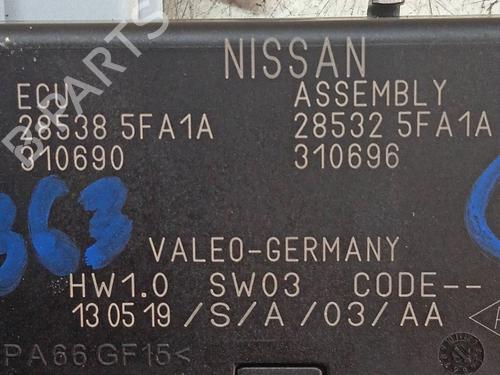 NISSAN
ECU ASSEMBLY
28538 5FA1A 28532 5FA1A
310690 310696
363
VALEO-GERMANY
HW1.0 SW03 CODE--
13 05 19 /S/A/03/AA
PA66 GF15<
B-PARTS